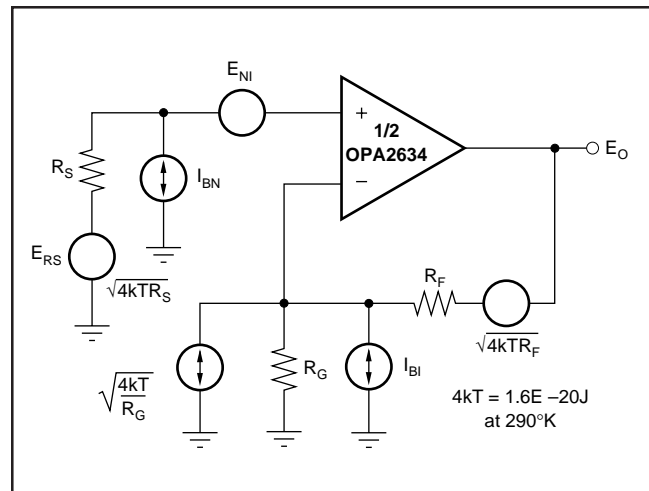 E_NI
+
1/2
OPA2634
−
E_O
R_S
I_BN
E_RS
√4kTR_S
R_F
√4kTR_F
√4kT/R_G
R_G
I_BI
4kT = 1.6E –20J
at 290°K